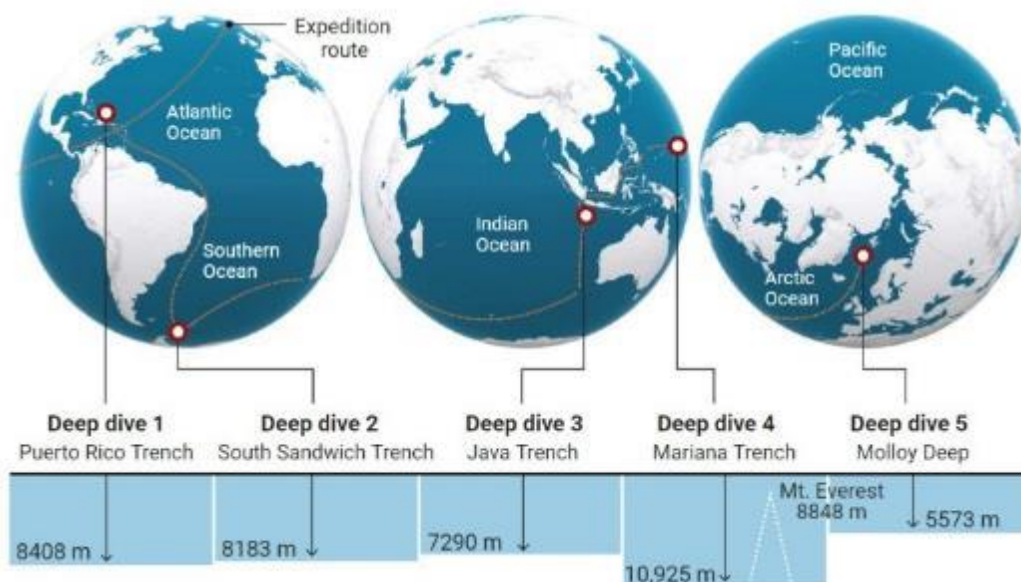 Expedition
route
Atlantic
Ocean
Southern
Ocean
Indian
Ocean
Pacific
Ocean
Arctic
Ocean
Deep dive 1
Puerto Rico Trench
Deep dive 2
South Sandwich Trench
Deep dive 3
Java Trench
Deep dive 4
Mariana Trench
Deep dive 5
Molloy Deep
8408 m
8183 m
7290 m
10,925 m
Mt. Everest
8848 m
5573 m